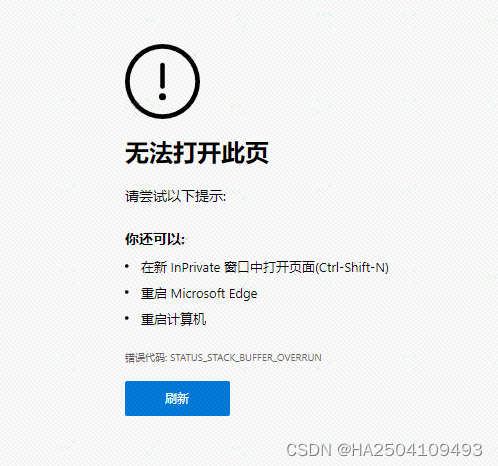 无法打开此页
请尝试以下提示:
你还可以:
• 在新 InPrivate 窗口中打开页面(Ctrl-Shift-N)
• 重启 Microsoft Edge
• 重启计算机
错误代码: STATUS_STACK_BUFFER_OVERRUN
刷新
CSDN @HA2504109493